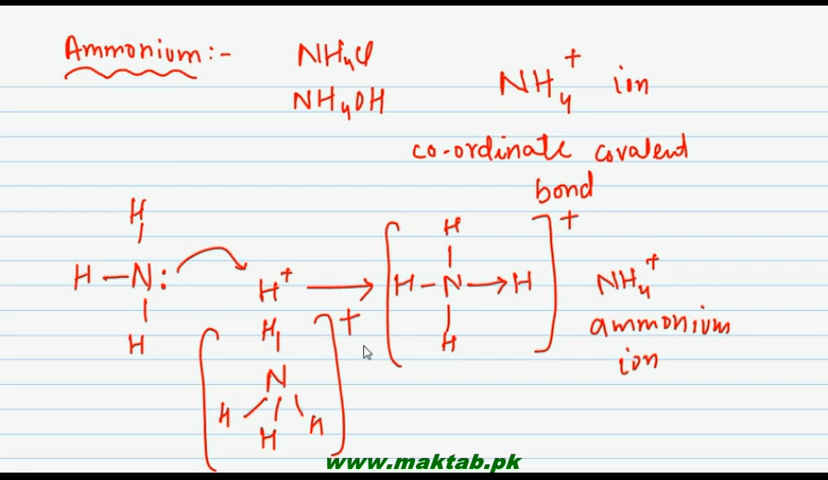 Ammonium:-
NH₄Cl
NH₄OH
NH₄⁺ ion
co-ordinate covalent
bond
H
H—N: H⁺ → [H—N→H]⁺
H
H
H
NH₄⁺
ammonium
ion
[H
N
H H H]⁺
www.maktab.pk